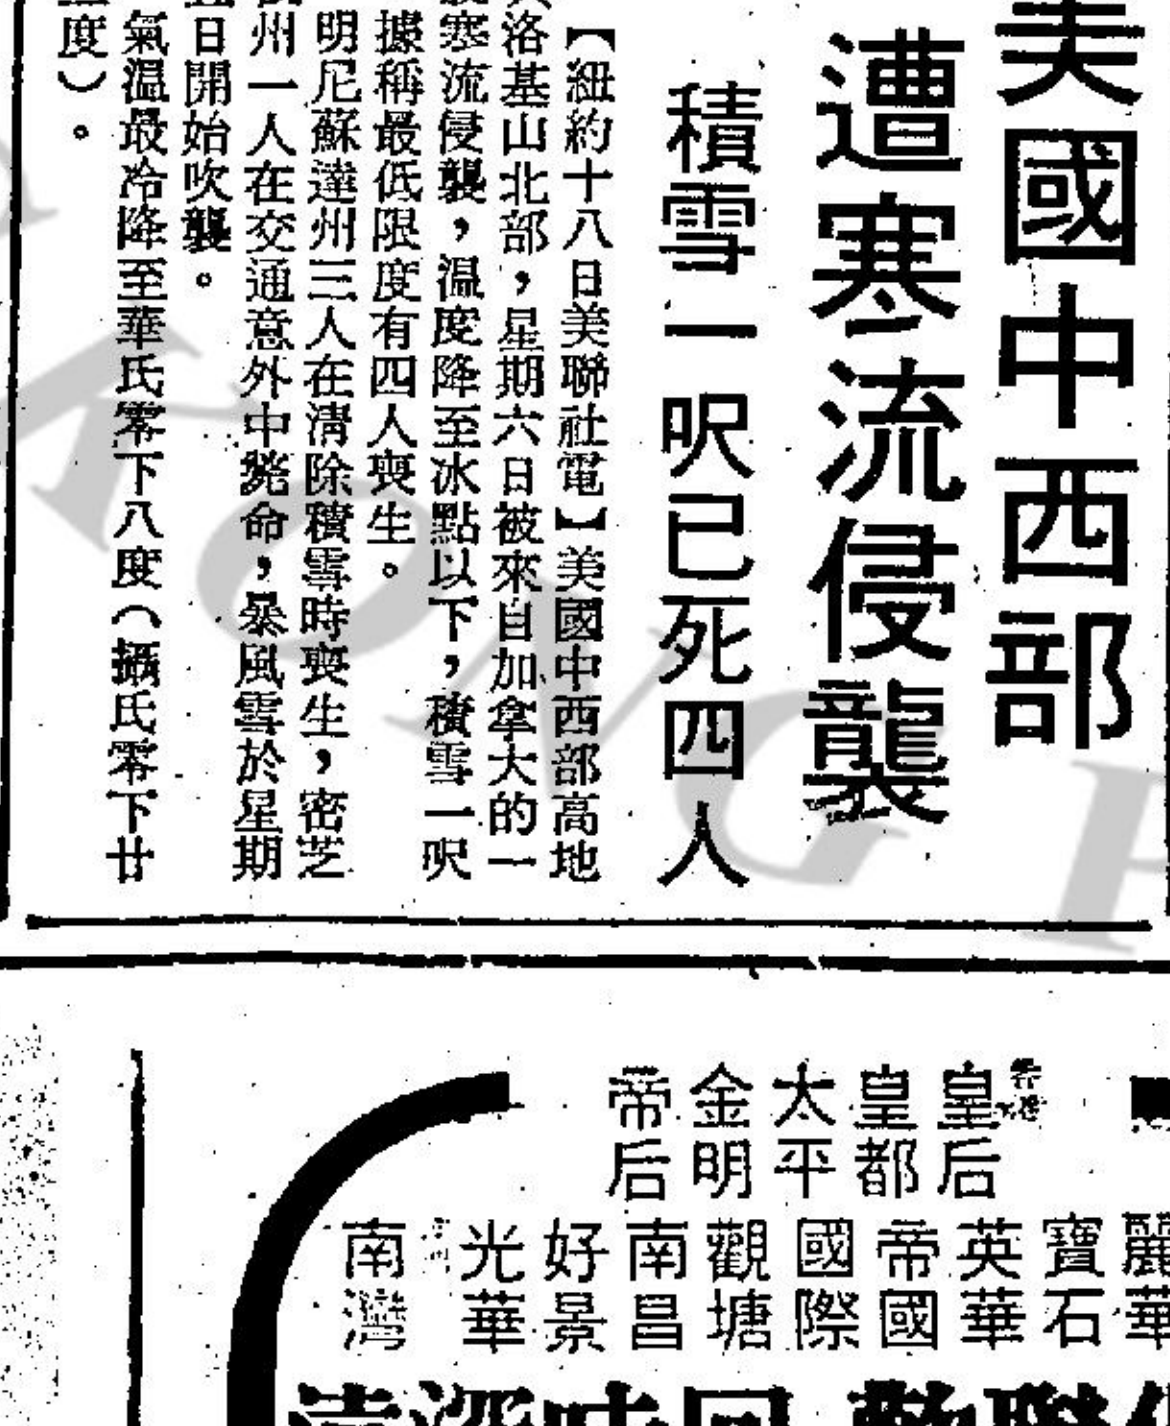 美國中西部
遭寒流侵襲
積雪一呎已死四人
【紐約十八日美聯社電】美國中西部高地
洛基山北部，星期六日被來自加拿大的一
寒流侵襲，溫度降至冰點以下，積雪一呎
據稱最低限度有四人喪生。
明尼蘇達州三人在清除積雪時喪生，密芝
州一人在交通意外中斃命，暴風雪於星期
日開始吹襲。
氣溫最冷降至華氏零下八度（攝氏零下廿
度）。
皇后
皇都
太平
金明
帝后
麗華
寶石
英華
帝國
國際
觀塘
南昌
好景
光華
南灣
KONG P